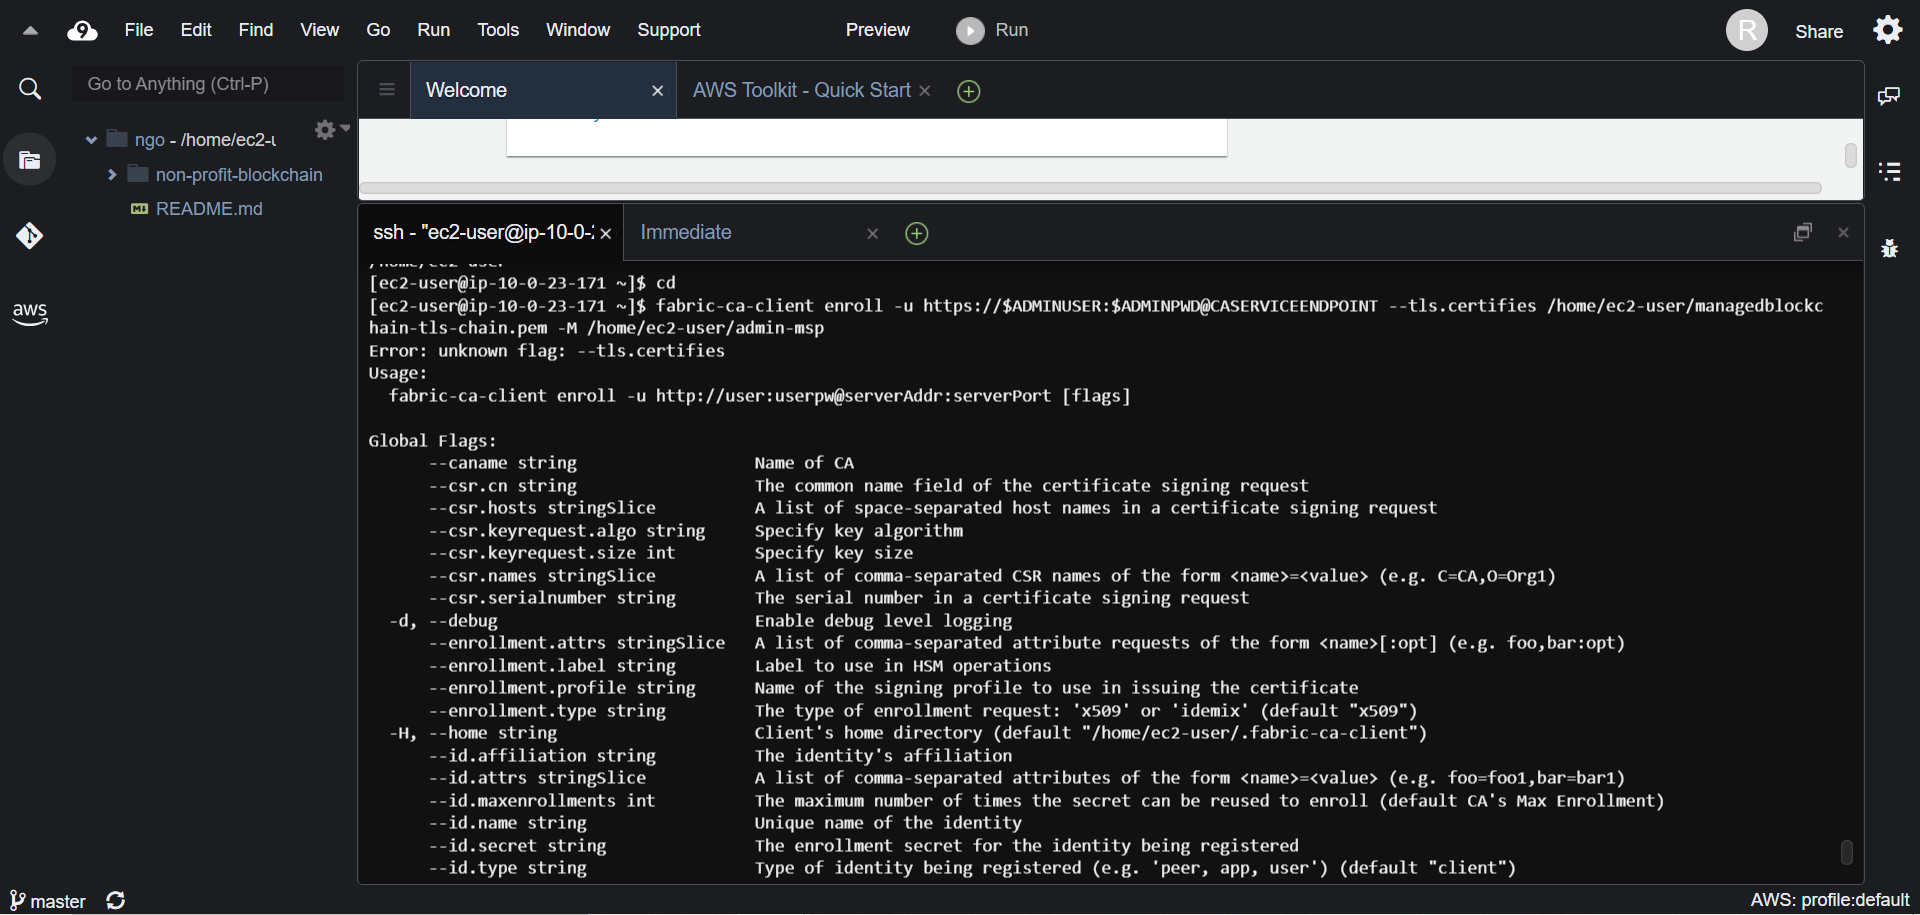 File Edit Find View Go Run Tools Window Support Preview Run R Share
Go to Anything (Ctrl-P)
Welcome
AWS Toolkit - Quick Start
ngo - /home/ec2-u
non-profit-blockchain
README.md
aws
ssh - "ec2-user@ip-10-0-2
Immediate
/home/ec2-user
[ec2-user@ip-10-0-23-171 ~]$ cd
[ec2-user@ip-10-0-23-171 ~]$ fabric-ca-client enroll -u https://$ADMINUSER:$ADMINPWD@CASERVICEENDPOINT --tls.certifies /home/ec2-user/managedblockc
hain-tls-chain.pem -M /home/ec2-user/admin-msp
Error: unknown flag: --tls.certifies
Usage:
fabric-ca-client enroll -u http://user:userpw@serverAddr:serverPort [flags]
Global Flags:
--caname string Name of CA
--csr.cn string The common name field of the certificate signing request
--csr.hosts stringSlice A list of space-separated host names in a certificate signing request
--csr.keyrequest.algo string Specify key algorithm
--csr.keyrequest.size int Specify key size
--csr.names stringSlice A list of comma-separated CSR names of the form <name>=<value> (e.g. C=CA,O=Org1)
--csr.serialnumber string The serial number in a certificate signing request
-d, --debug Enable debug level logging
--enrollment.attrs stringSlice A list of comma-separated attribute requests of the form <name>[:opt] (e.g. foo,bar:opt)
--enrollment.label string Label to use in HSM operations
--enrollment.profile string Name of the signing profile to use in issuing the certificate
--enrollment.type string The type of enrollment request: 'x509' or 'idemix' (default "x509")
-H, --home string Client's home directory (default "/home/ec2-user/.fabric-ca-client")
--id.affiliation string The identity's affiliation
--id.attrs stringSlice A list of comma-separated attributes of the form <name>=<value> (e.g. foo=foo1,bar=bar1)
--id.maxenrollments int The maximum number of times the secret can be reused to enroll (default CA's Max Enrollment)
--id.name string Unique name of the identity
--id.secret string The enrollment secret for the identity being registered
--id.type string Type of identity being registered (e.g. 'peer, app, user') (default "client")
master
AWS: profile:default